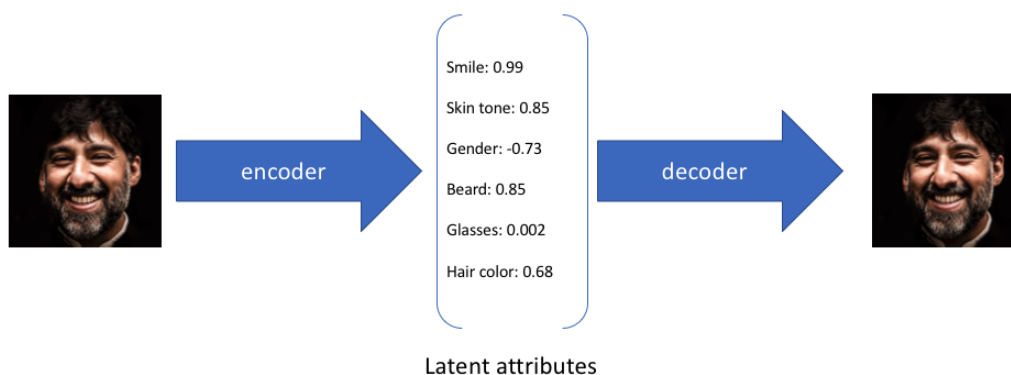 encoder
Smile: 0.99
Skin tone: 0.85
Gender: -0.73
Beard: 0.85
Glasses: 0.002
Hair color: 0.68
decoder
Latent attributes